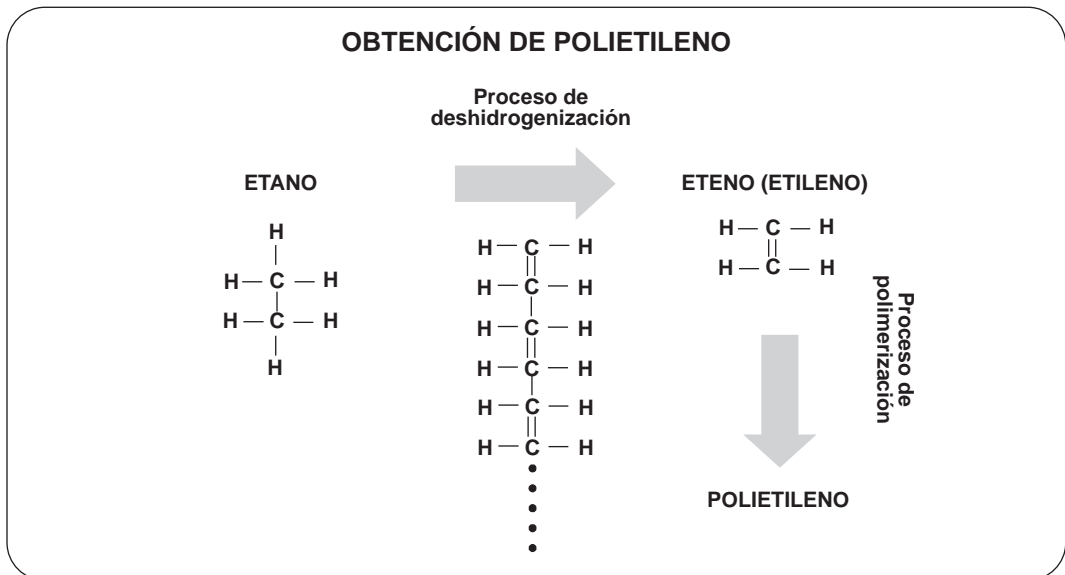 OBTENCIÓN DE POLIETILENO
Proceso de
deshidrogenización
ETANO
ETENO (ETILENO)
H
H — C — H
H — C — H
H
H — C — H
H — C — H
H — C — H
H — C — H
H — C — H
H — C — H
H — C — H
H — C — H
Proceso de
polimerización
POLIETILENO